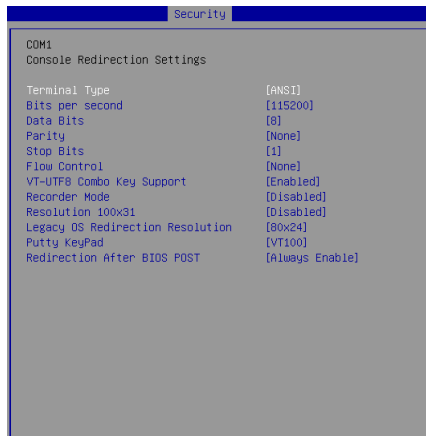 Security
COM1
Console Redirection Settings
Terminal Type [ANSI]
Bits per second [115200]
Data Bits [8]
Parity [None]
Stop Bits [1]
Flow Control [None]
VT-UTF8 Combo Key Support [Enabled]
Recorder Mode [Disabled]
Resolution 100x31 [Disabled]
Legacy OS Redirection Resolution [80x24]
Putty KeyPad [VT100]
Redirection After BIOS POST [Always Enable]